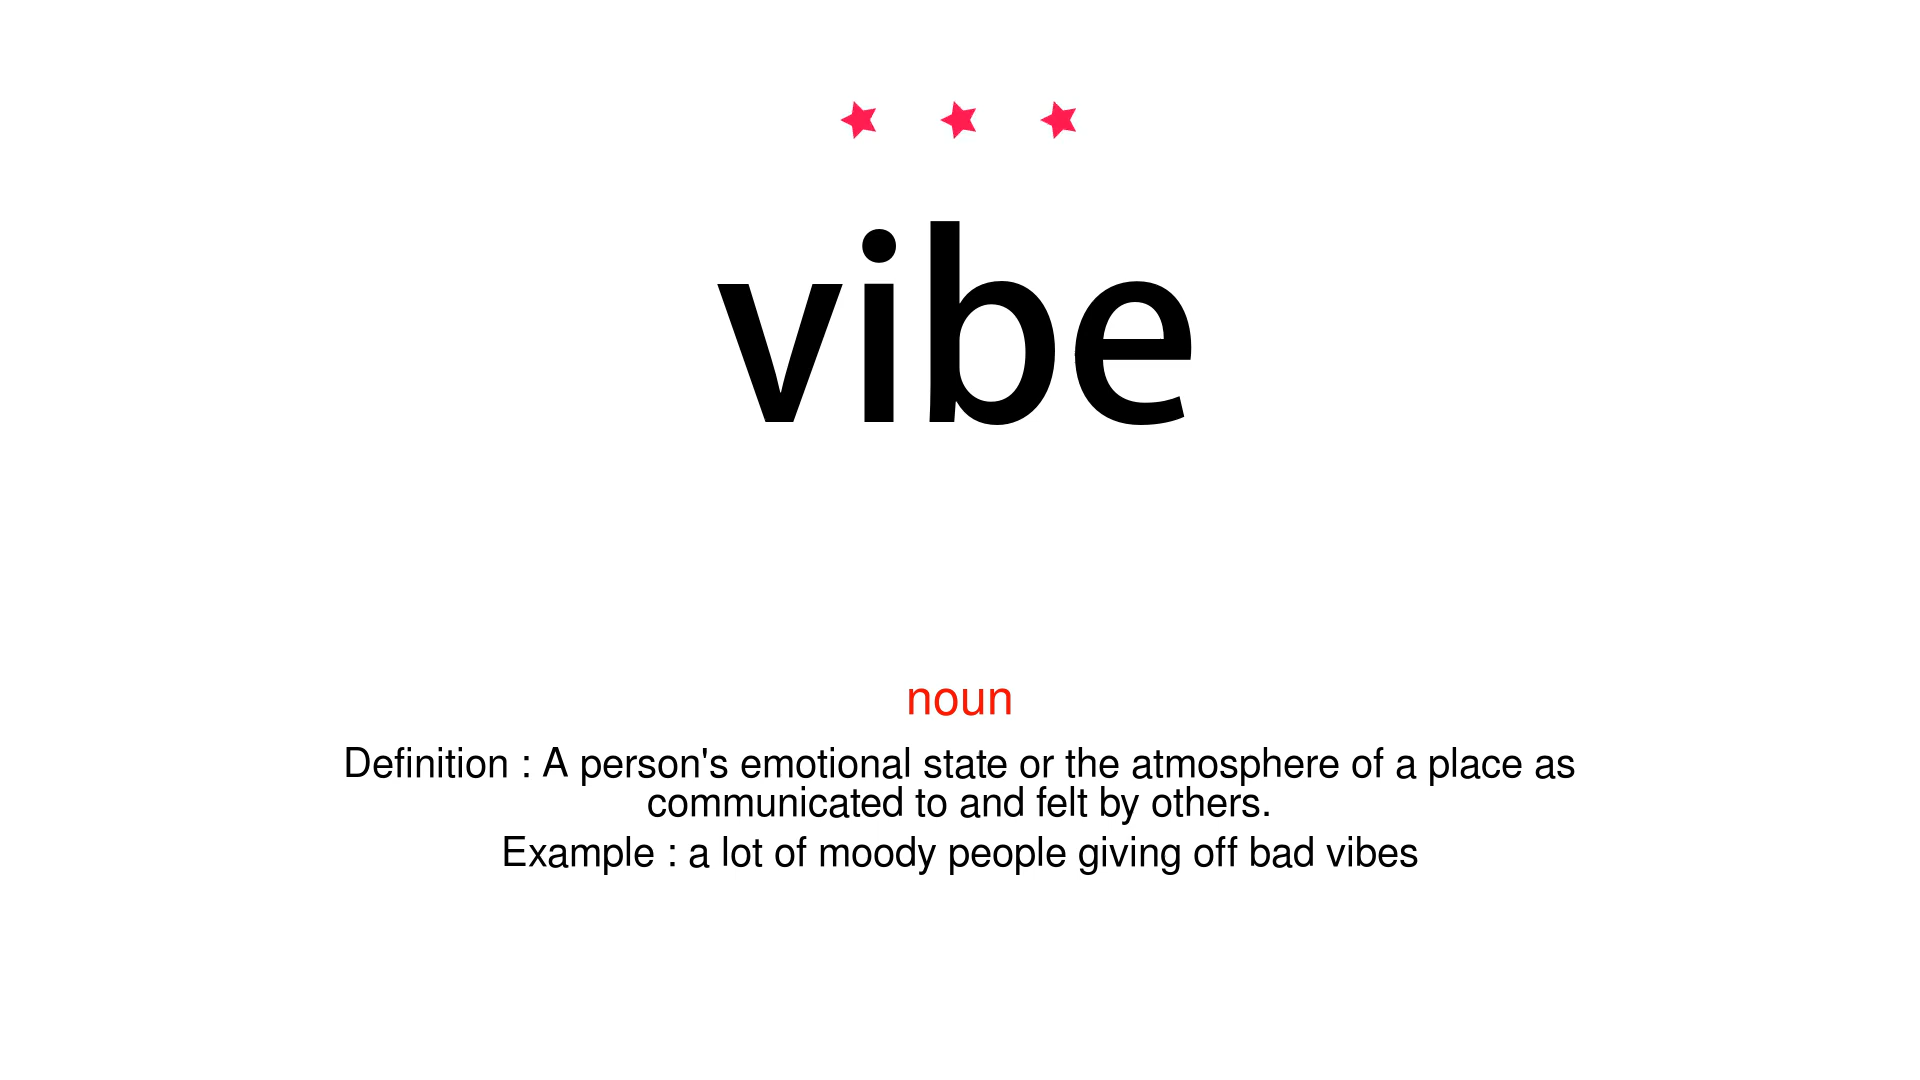 vibe
noun
Definition : A person's emotional state or the atmosphere of a place as
communicated to and felt by others.
Example : a lot of moody people giving off bad vibes